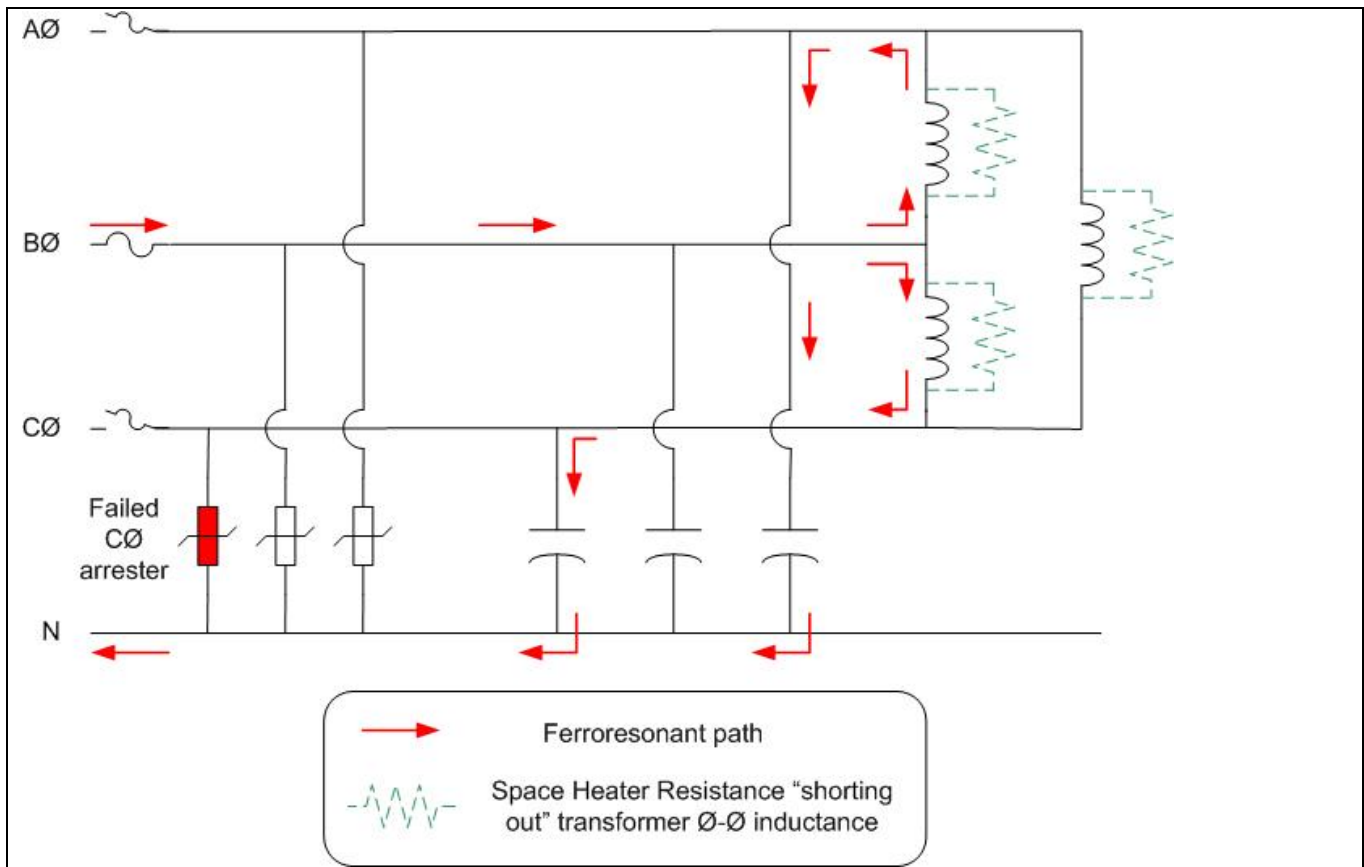 AØ
BØ
CØ
Failed
CØ
arrester
N
Ferroresonant path
Space Heater Resistance “shorting
out” transformer Ø-Ø inductance